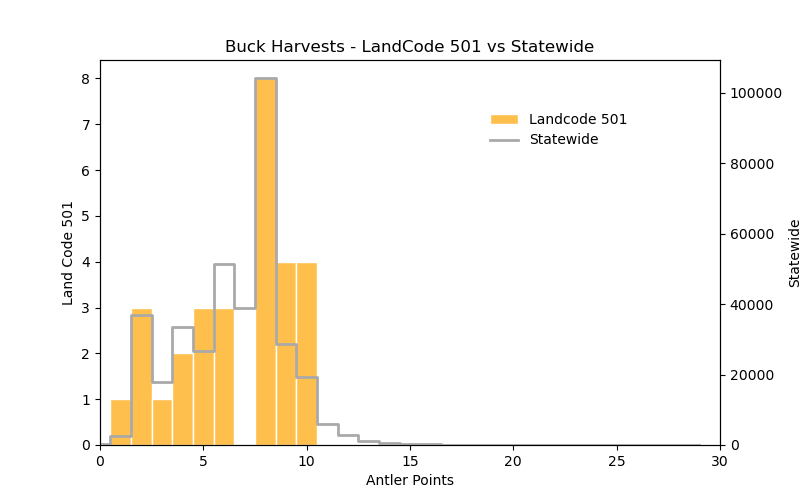 Buck Harvests - LandCode 501 vs Statewide
8
7
6
5
4
3
2
1
0
Land Code 501
Landcode 501
Statewide
100000
80000
60000
40000
20000
0
Statewide
0 5 10 15 20 25 30
Antler Points